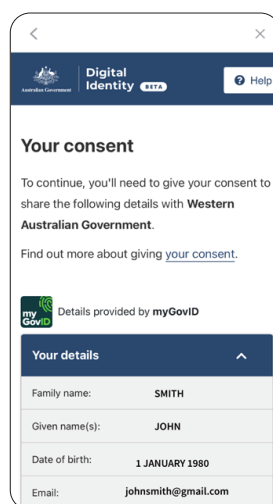 Australian Government
Digital
Identity BETA
? Help
Your consent
To continue, you'll need to give your consent to
share the following details with Western
Australian Government.
Find out more about giving your consent.
my
GovID
Details provided by myGovID
Your details
Family name: SMITH
Given name(s): JOHN
Date of birth: 1 JANUARY 1980
Email: johnsmith@gmail.com